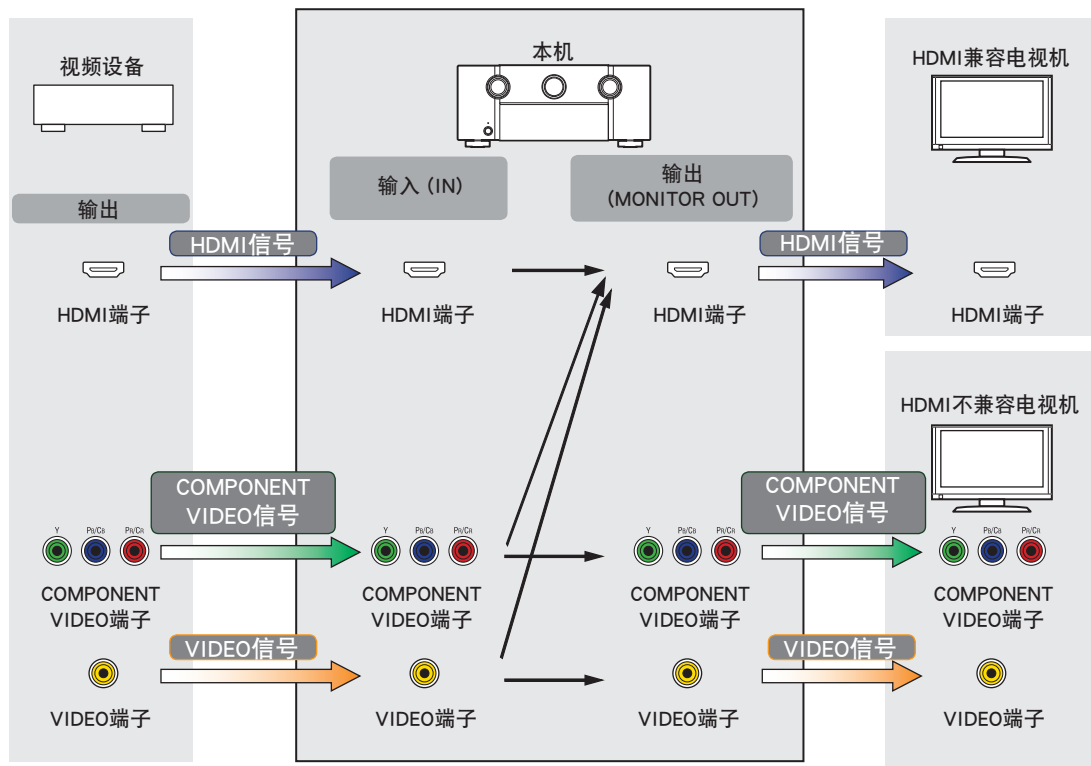 视频设备
本机
HDMI兼容电视机
输出
输入 (IN)
输出
(MONITOR OUT)
HDMI信号
HDMI信号
HDMI端子
HDMI端子
HDMI端子
HDMI端子
HDMI不兼容电视机
COMPONENT
VIDEO信号
COMPONENT
VIDEO信号
Y PB/CB PR/CR
Y PB/CB PR/CR
Y PB/CB PR/CR
Y PB/CB PR/CR
COMPONENT
VIDEO端子
COMPONENT
VIDEO端子
COMPONENT
VIDEO端子
COMPONENT
VIDEO端子
VIDEO信号
VIDEO信号
VIDEO端子
VIDEO端子
VIDEO端子
VIDEO端子